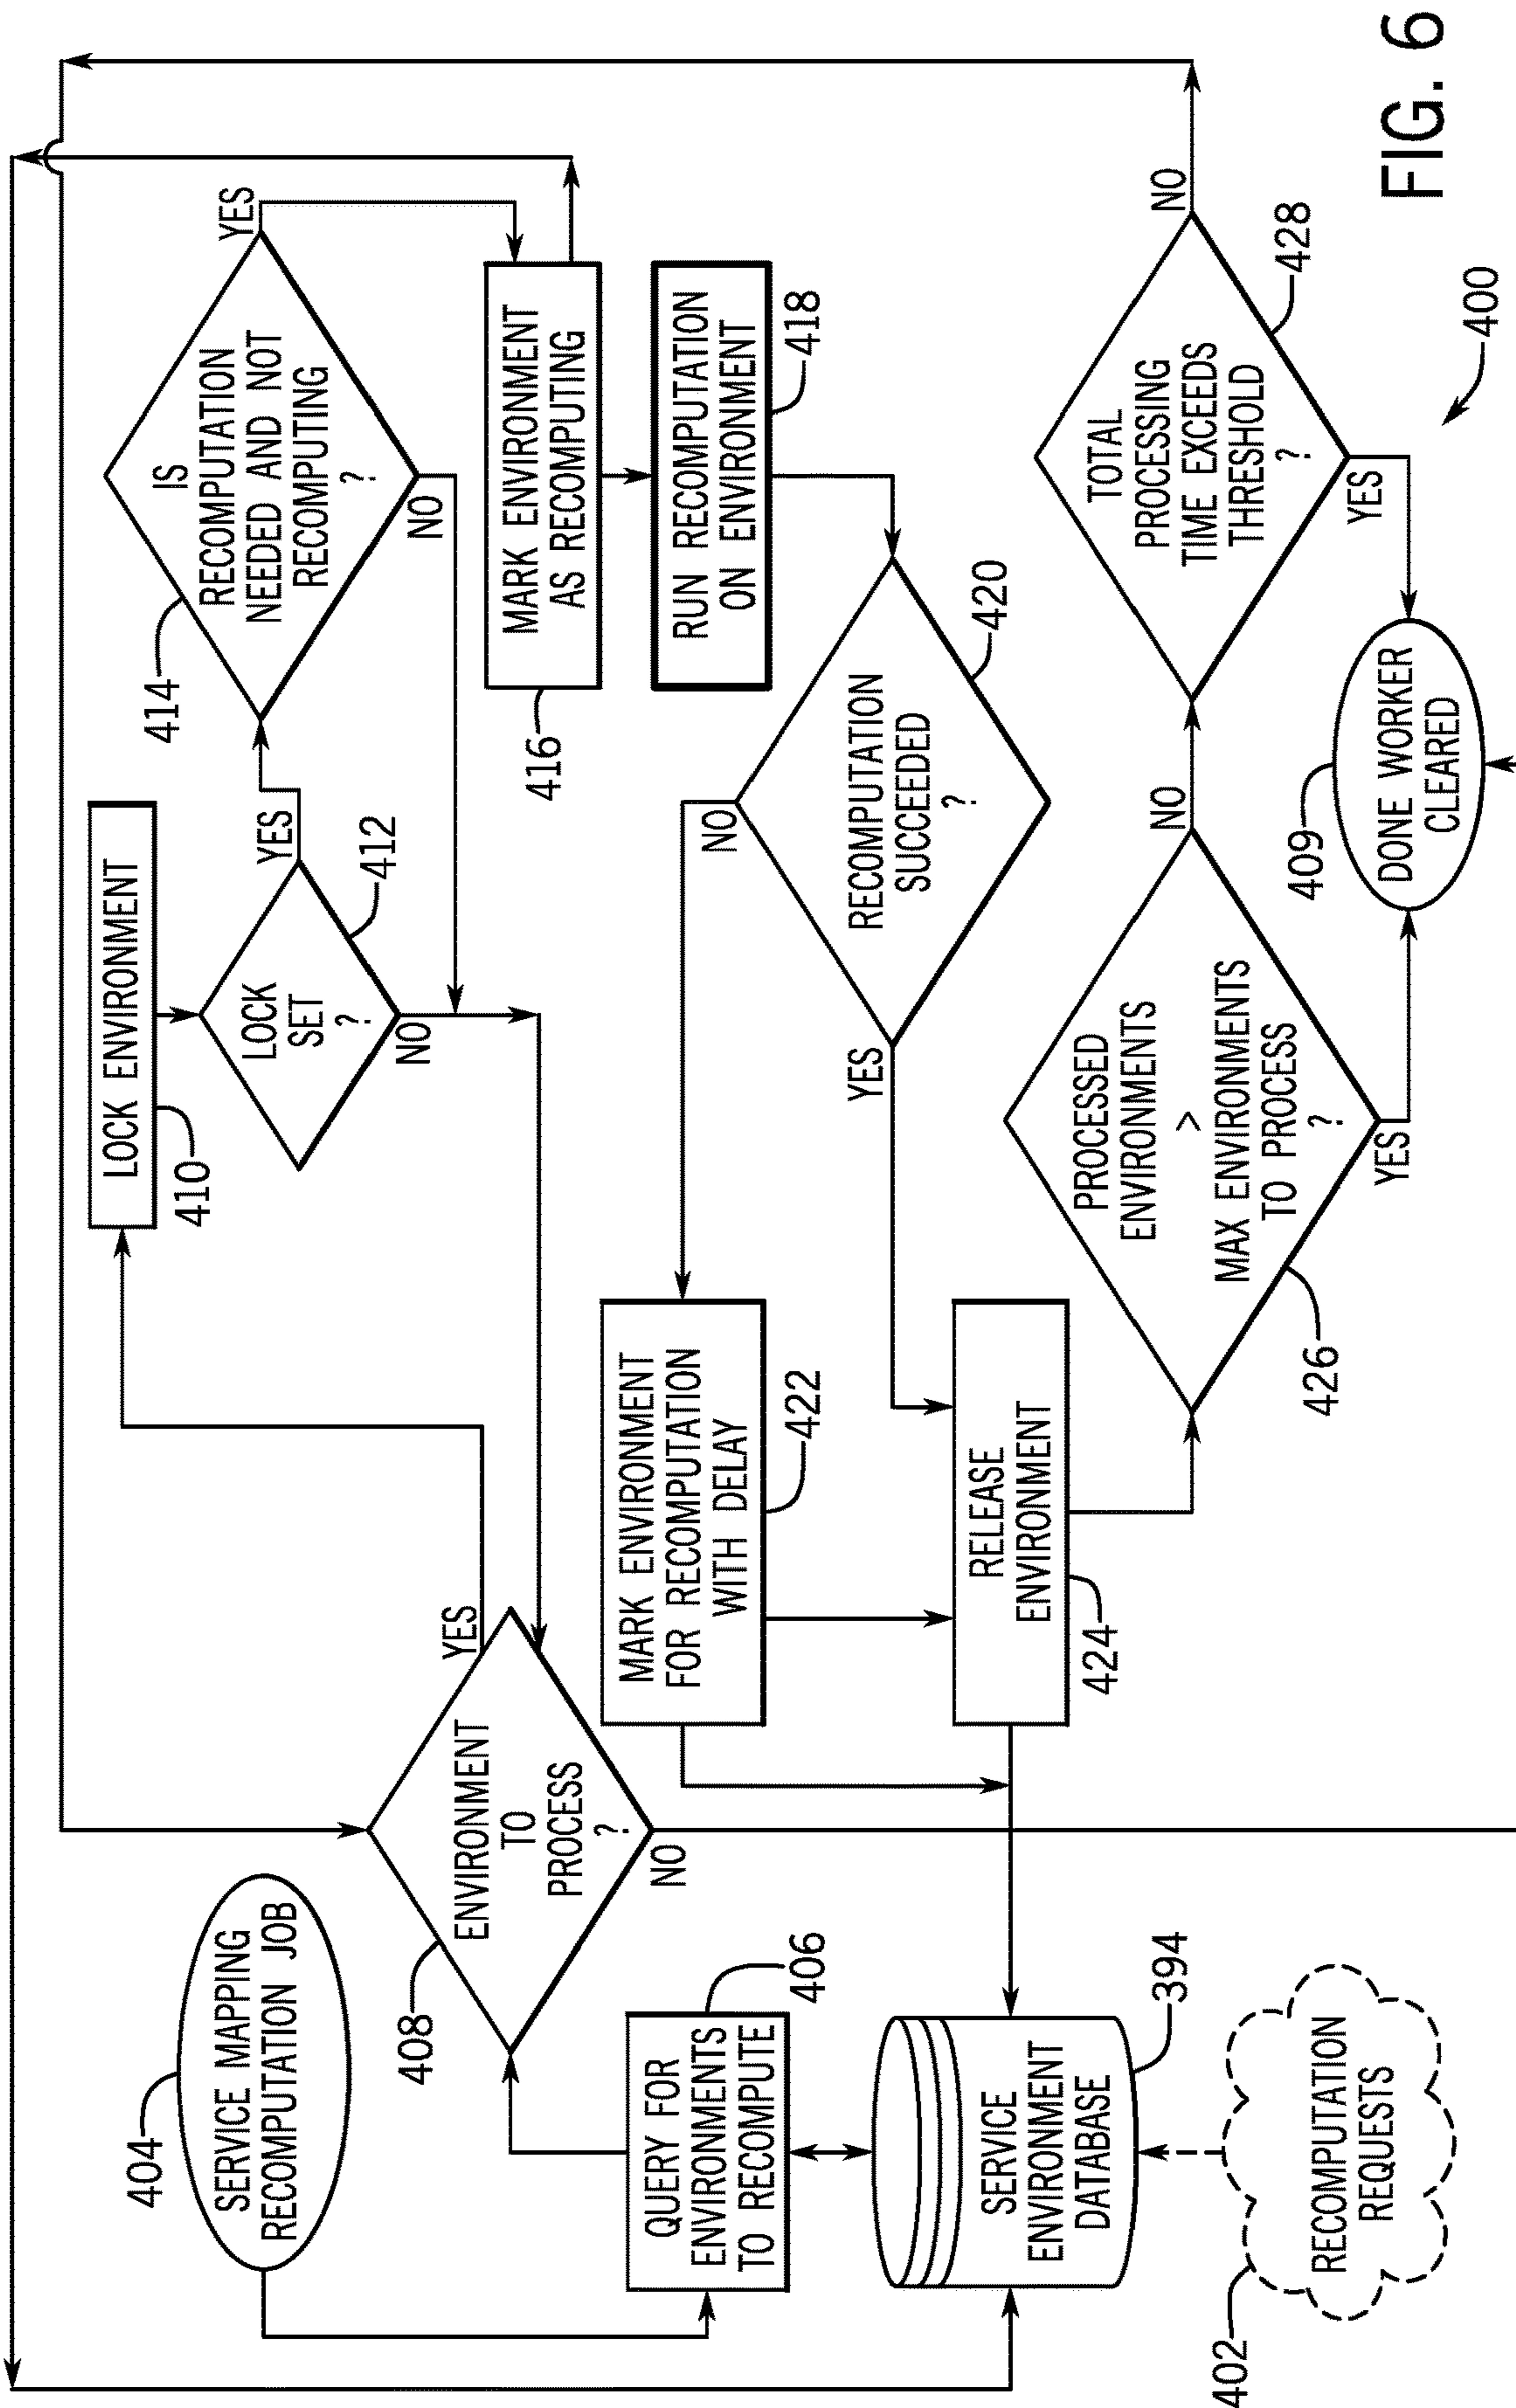 404
SERVICE MAPPING
RECOMPUTATION JOB
QUERY FOR
ENVIRONMENTS
TO RECOMPUTE
406
SERVICE
ENVIRONMENT
DATABASE
394
402
RECOMPUTATION
REQUESTS
408
ENVIRONMENT
TO
PROCESS
?
YES
NO
LOCK ENVIRONMENT
410
LOCK
SET
?
412
YES
NO
414
IS
RECOMPUTATION
NEEDED AND NOT
RECOMPUTING
?
YES
NO
MARK ENVIRONMENT
AS RECOMPUTING
416
RUN RECOMPUTATION
ON ENVIRONMENT
418
RECOMPUTATION
SUCCEEDED
?
420
NO
YES
MARK ENVIRONMENT
FOR RECOMPUTATION
WITH DELAY
422
RELEASE
ENVIRONMENT
424
PROCESSED
ENVIRONMENTS
>
MAX ENVIRONMENTS
TO PROCESS
?
426
NO
YES
TOTAL
PROCESSING
TIME EXCEEDS
THRESHOLD
?
428
NO
YES
409
DONE WORKER
CLEARED
400
FIG. 6